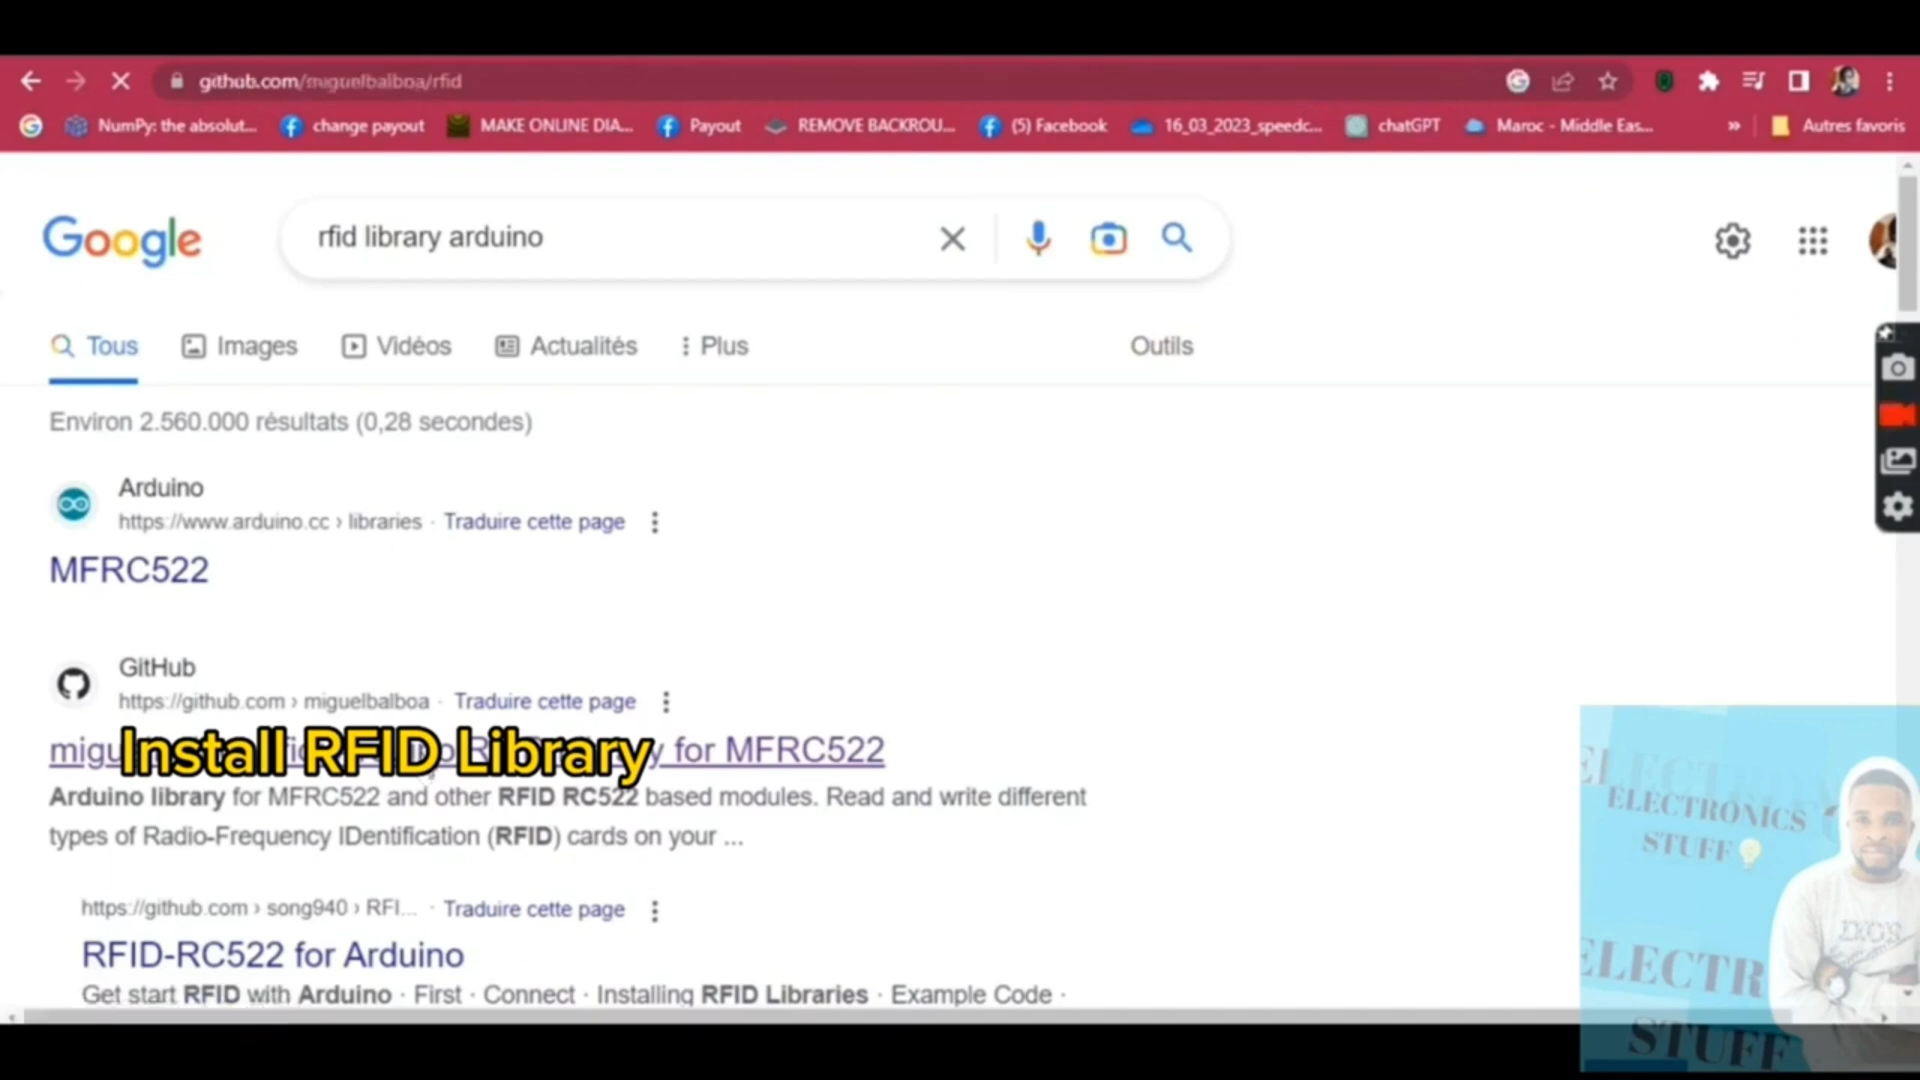 github.com/miguelbalboa/rfid
NumPy: the absolut... change payout MAKE ONLINE DIA... Payout REMOVE BACKROU... (5) Facebook 16_03_2023_speedc... chatGPT Maroc - Middle Eas... » Autres favoris
Google
rfid library arduino
Tous Images Vidéos Actualités Plus Outils
Environ 2.560.000 résultats (0,28 secondes)
Arduino
https://www.arduino.cc › libraries · Traduire cette page
MFRC522
GitHub
https://github.com › miguelbalboa · Traduire cette page
for MFRC522
Install RFID Library
Arduino library for MFRC522 and other RFID RC522 based modules. Read and write different
types of Radio-Frequency IDentification (RFID) cards on your ...
https://github.com › song940 › RFI... · Traduire cette page
RFID-RC522 for Arduino
Get start RFID with Arduino · First · Connect · Installing RFID Libraries · Example Code ·
ELECTRONICS
STUFF
STUFF